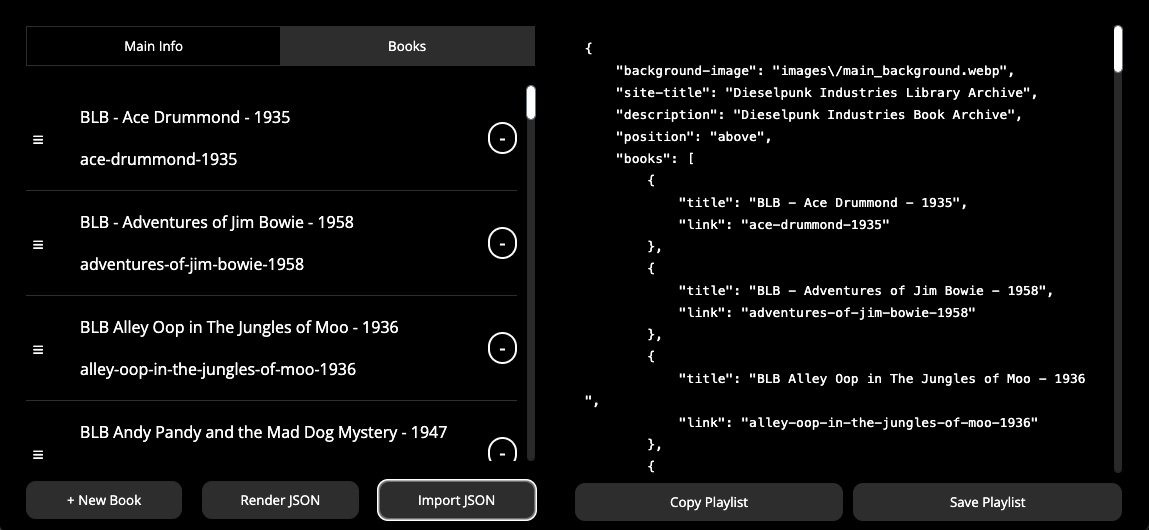 Main Info
Books
BLB - Ace Drummond - 1935
ace-drummond-1935
-
BLB - Adventures of Jim Bowie - 1958
adventures-of-jim-bowie-1958
-
BLB Alley Oop in The Jungles of Moo - 1936
alley-oop-in-the-jungles-of-moo-1936
-
BLB Andy Pandy and the Mad Dog Mystery - 1947
-
+ New Book
Render JSON
Import JSON
{
"background-image": "images\/main_background.webp",
"site-title": "Dieselpunk Industries Library Archive",
"description": "Dieselpunk Industries Book Archive",
"position": "above",
"books": [
{
"title": "BLB - Ace Drummond - 1935",
"link": "ace-drummond-1935"
},
{
"title": "BLB - Adventures of Jim Bowie - 1958",
"link": "adventures-of-jim-bowie-1958"
},
{
"title": "BLB Alley Oop in The Jungles of Moo - 1936
",
"link": "alley-oop-in-the-jungles-of-moo-1936"
},
{
Copy Playlist
Save Playlist